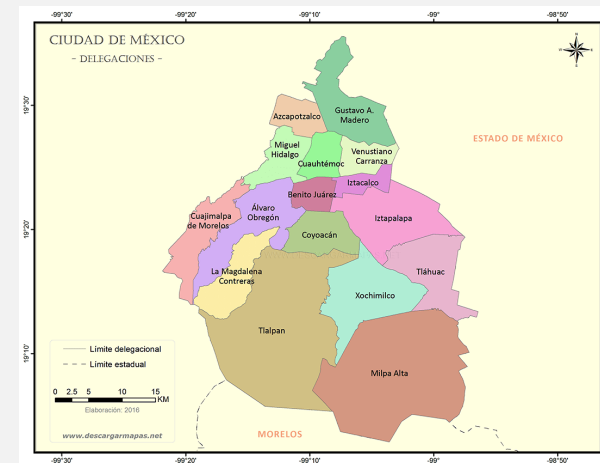 -99°30' -99°20' -99°10' -99° -98°50'
CIUDAD DE MÉXICO
- DELEGACIONES -
N
19°30'
19°20'
19°10'
Azcapotzalco
Gustavo A.
Madero
ESTADO DE MÉXICO
Miguel
Hidalgo
Cuauhtémoc
Venustiano
Carranza
Iztacalco
Benito Juárez
Cuajimalpa
de Morelos
Álvaro
Obregón
Iztapalapa
Coyoacán
La Magdalena
Contreras
Tláhuac
Xochimilco
Tlalpan
Milpa Alta
Límite delegacional
Límite estadual
0 2.5 5 10 15
KM
Elaboración: 2016
www.descargarmapas.net
MORELOS
-99°30' -99°20' -99°10' -99° -98°50'